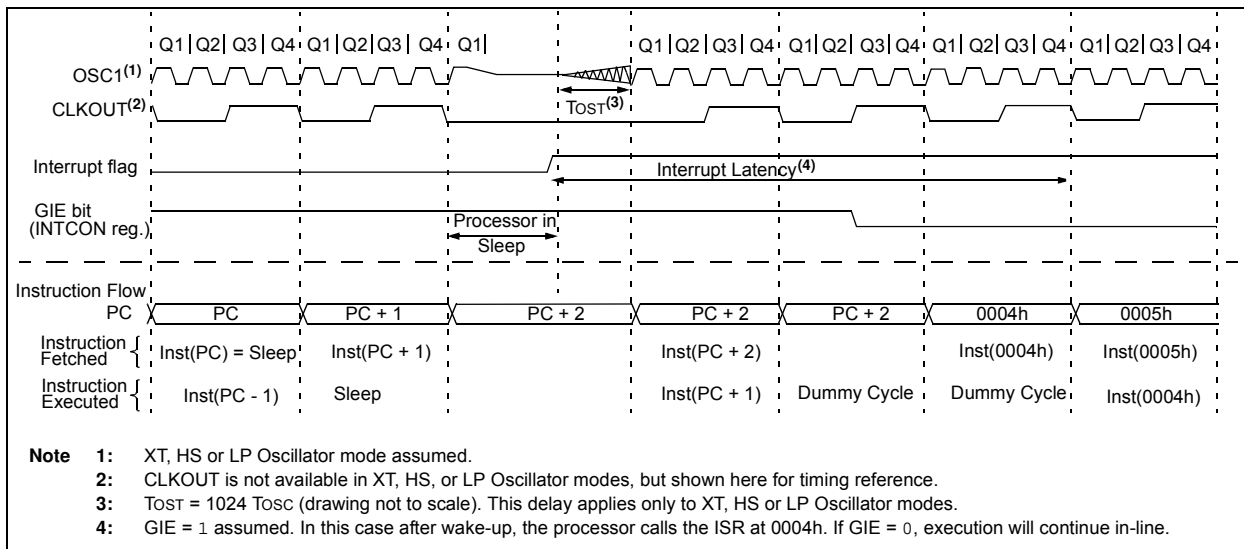 Q1 Q2 Q3 Q4 Q1 Q2 Q3 Q4 Q1 Q1 Q2 Q3 Q4 Q1 Q2 Q3 Q4 Q1 Q2 Q3 Q4 Q1 Q2 Q3 Q4
OSC1(1)
TOST(3)
CLKOUT(2)
Interrupt flag
Interrupt Latency(4)
GIE bit
(INTCON reg.)
Processor in
Sleep
Instruction Flow
PC PC PC + 1 PC + 2 PC + 2 PC + 2 0004h 0005h
Instruction
Fetched
Inst(PC) = Sleep Inst(PC + 1) Inst(PC + 2) Inst(0004h) Inst(0005h)
Instruction
Executed
Inst(PC - 1) Sleep Inst(PC + 1) Dummy Cycle Dummy Cycle Inst(0004h)
Note 1: XT, HS or LP Oscillator mode assumed.
2: CLKOUT is not available in XT, HS, or LP Oscillator modes, but shown here for timing reference.
3: TOST = 1024 TOSC (drawing not to scale). This delay applies only to XT, HS or LP Oscillator modes.
4: GIE = 1 assumed. In this case after wake-up, the processor calls the ISR at 0004h. If GIE = 0, execution will continue in-line.